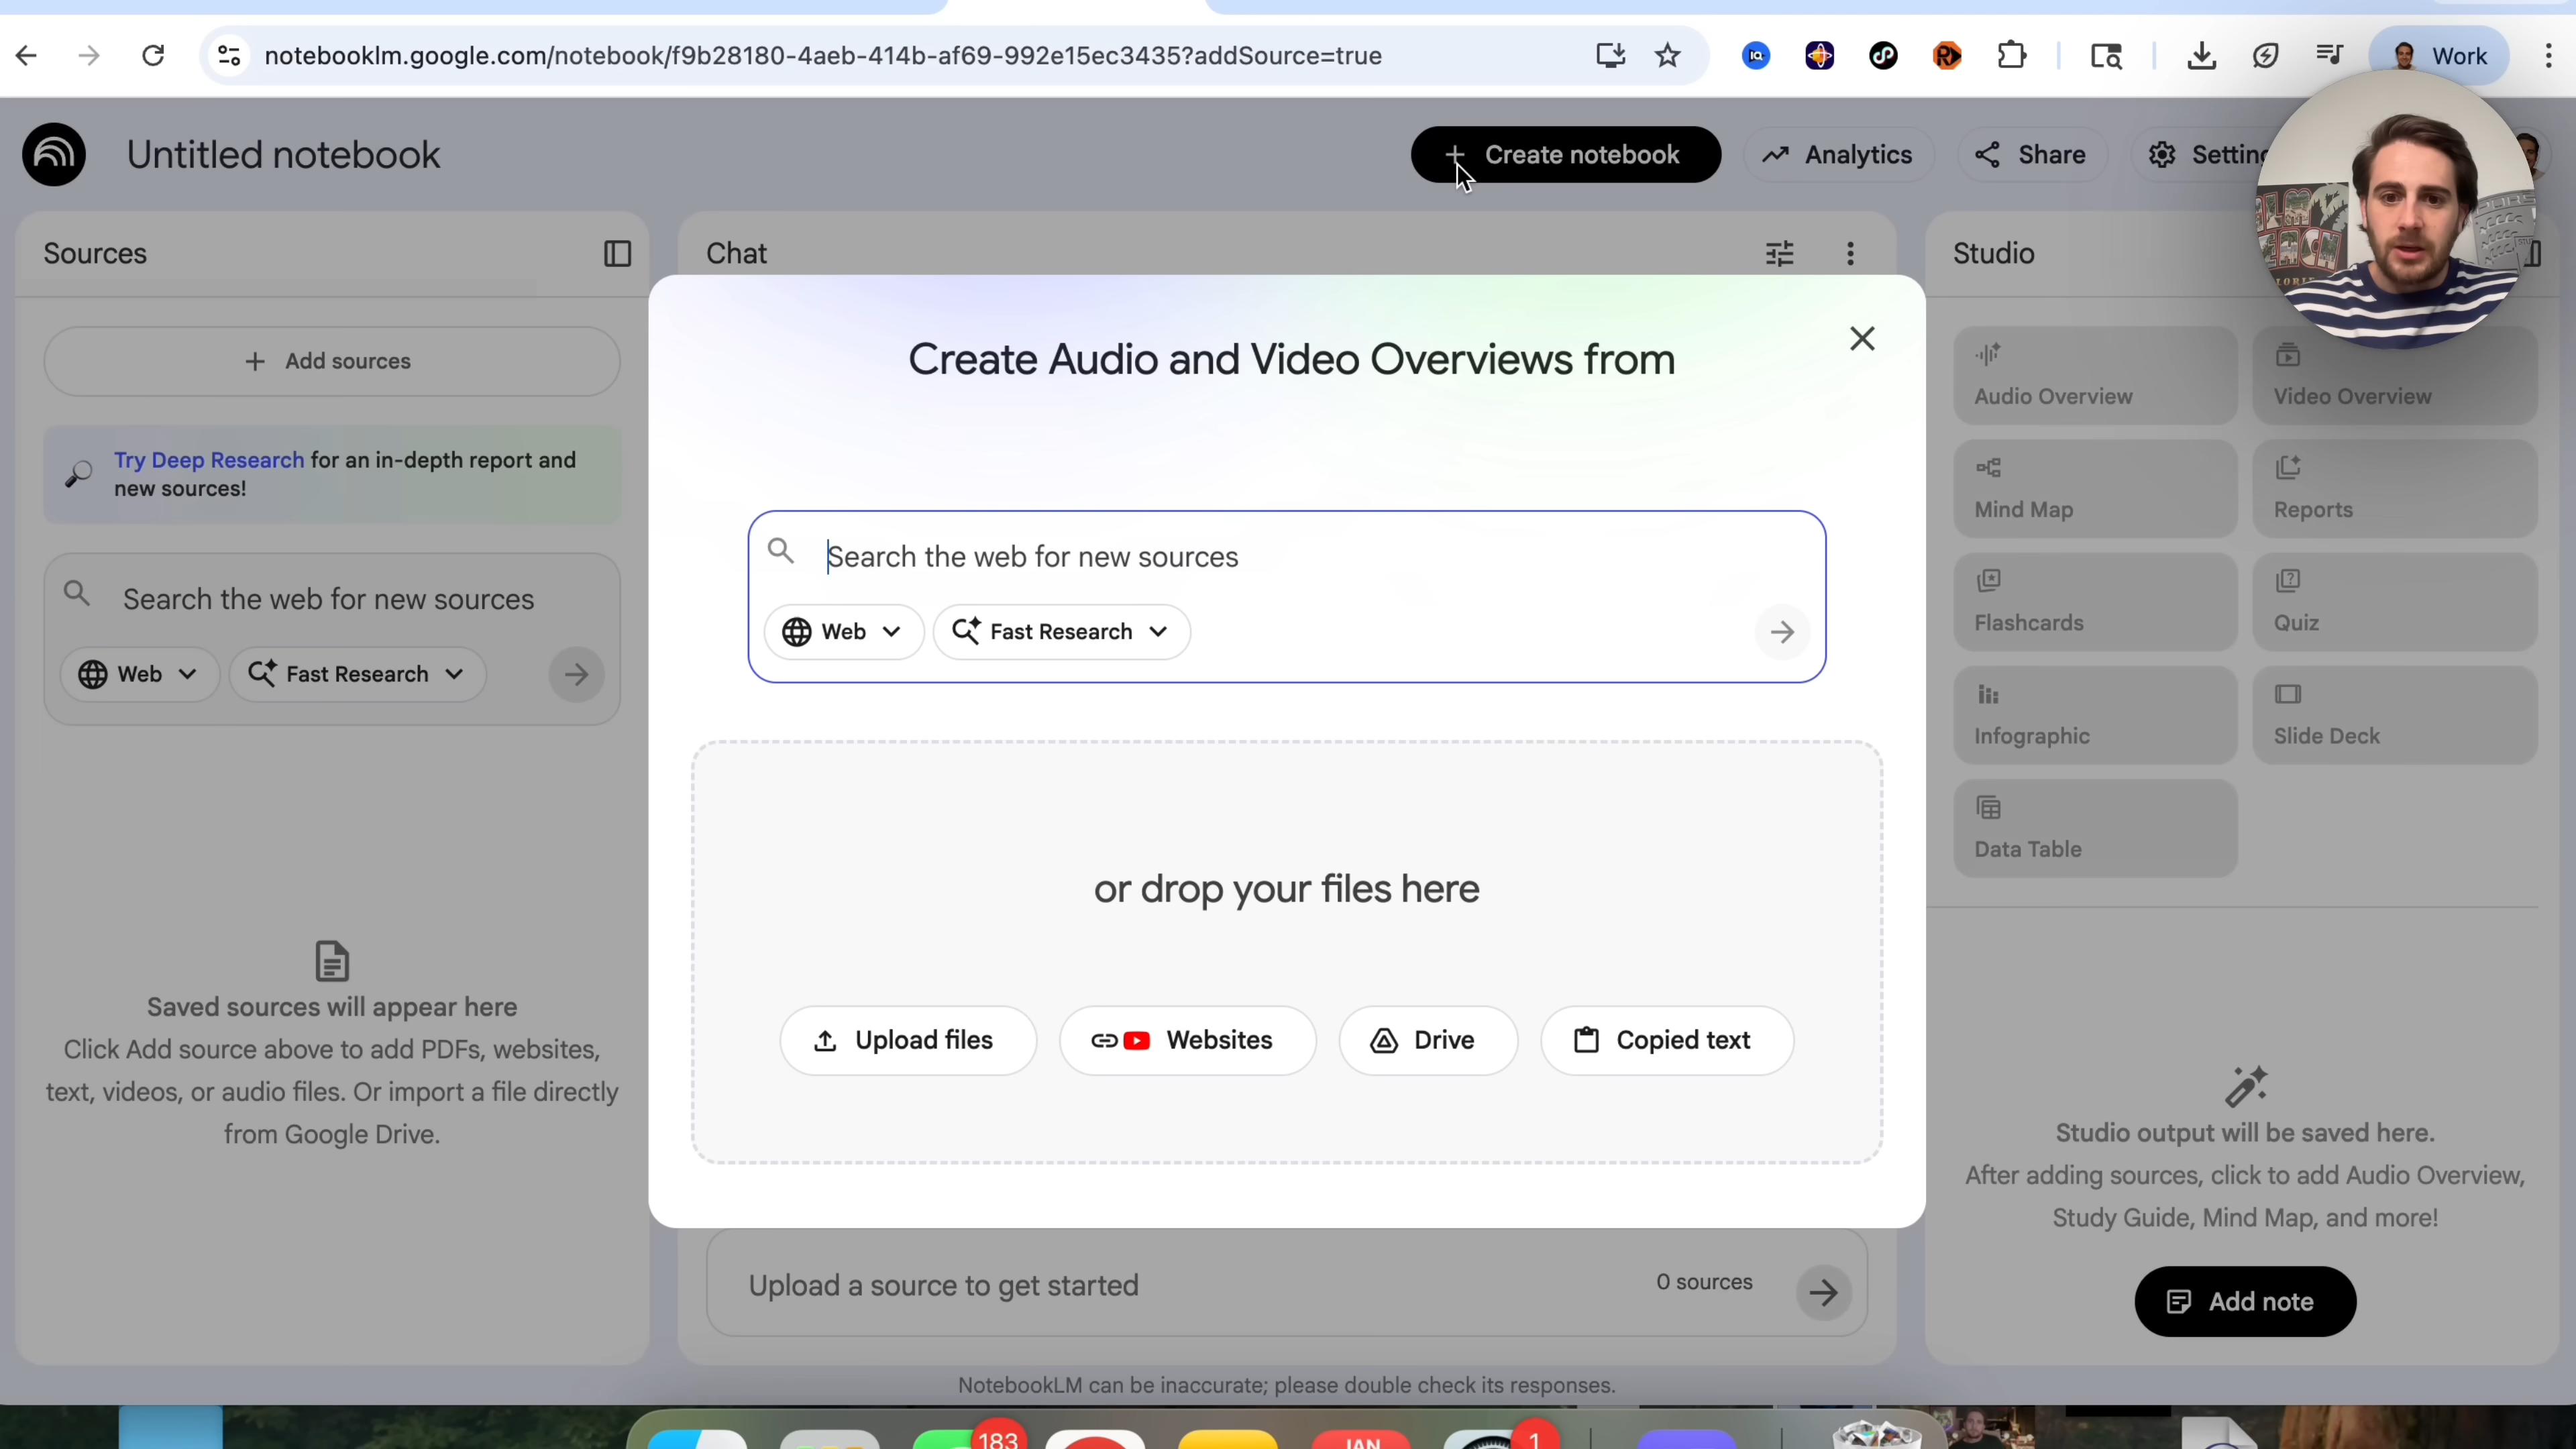 notebooklm.google.com/notebook/f9b28180-4aeb-414b-af69-992e15ec3435?addSource=true
Work
Untitled notebook
Create notebook
Analytics
Share
Sources
Chat
Studio
Add sources
Try Deep Research for an in-depth report and
new sources!
Search the web for new sources
Web
Fast Research
Saved sources will appear here
Click Add source above to add PDFs, websites,
text, videos, or audio files. Or import a file directly
from Google Drive.
Create Audio and Video Overviews from
Search the web for new sources
Web
Fast Research
or drop your files here
Upload files
Websites
Drive
Copied text
Upload a source to get started
0 sources
NotebookLM can be inaccurate; please double check its responses.
Audio Overview
Video Overview
Mind Map
Reports
Flashcards
Quiz
Infographic
Slide Deck
Data Table
Studio output will be saved here.
After adding sources, click to add Audio Overview,
Study Guide, Mind Map, and more!
Add note
183
JAN
1